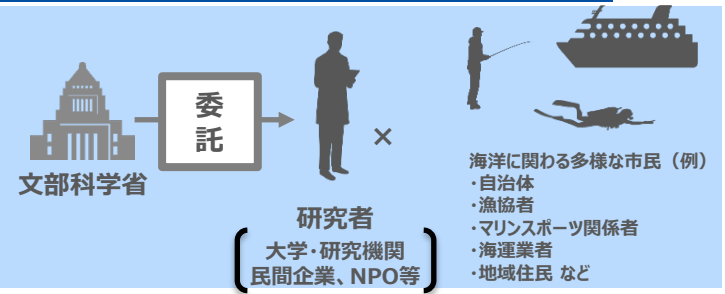 委
託
文部科学省
×
研究者
大学・研究機関
民間企業、NPO等
海洋に関わる多様な市民（例）
・自治体
・漁協者
・マリンスポーツ関係者
・海運業者
・地域住民 など